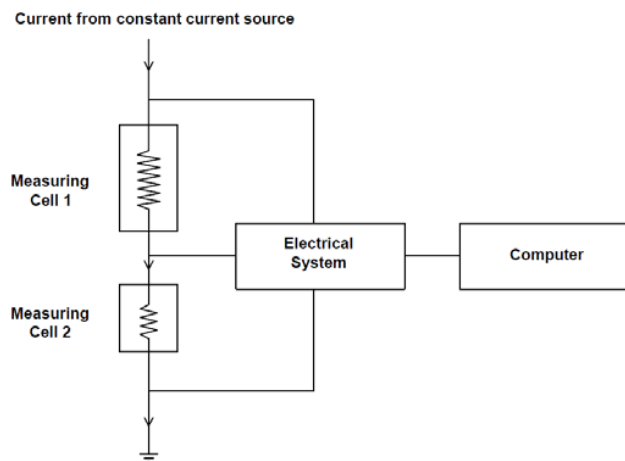 Current from constant current source
Measuring
Cell 1
Electrical
System
Computer
Measuring
Cell 2